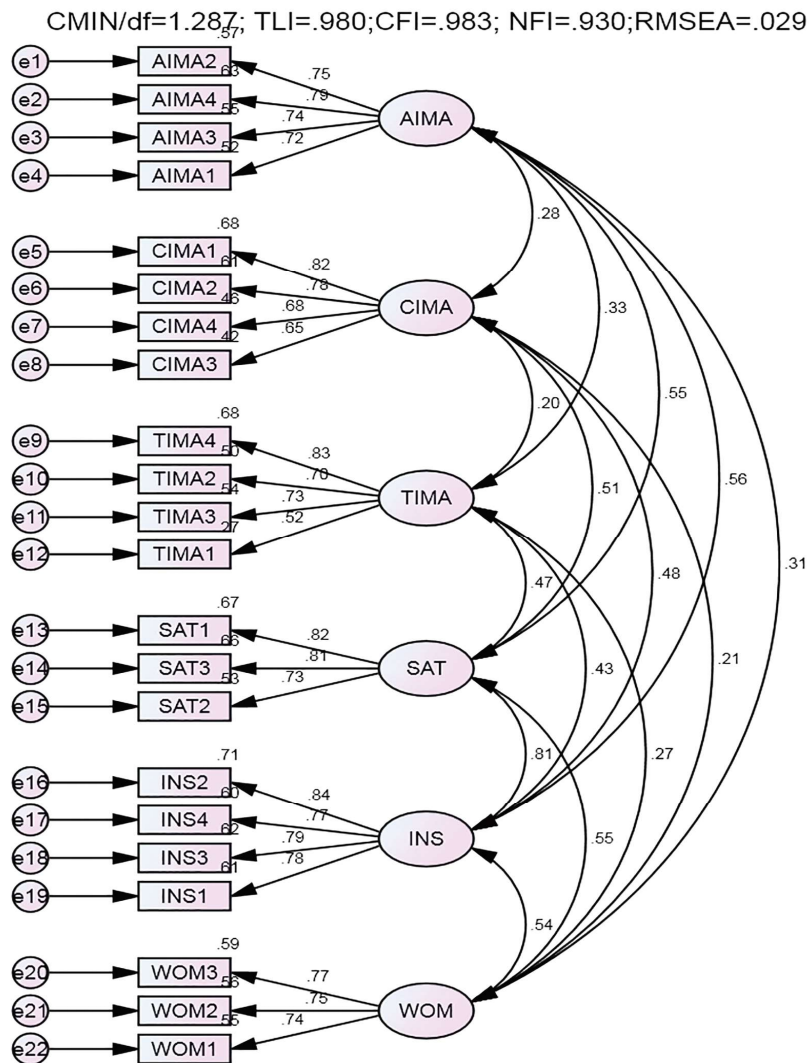 CMIN/df=1.287; TLI=.980;CFI=.983; NFI=.930;RMSEA=.029
.57
e1 AIMA2 .75
.63
e2 AIMA4 .79
.55
e3 AIMA3 .74
.52
e4 AIMA1 .72
AIMA
.28
.68
e5 CIMA1 .82
.61
e6 CIMA2 .78
.46
e7 CIMA4 .68
.42
e8 CIMA3 .65
CIMA
.33
.20
.55
.68
e9 TIMA4 .83
.50
e10 TIMA2 .70
.54
e11 TIMA3 .73
.27
e12 TIMA1 .52
TIMA
.51
.56
.47
.48
.31
.67
e13 SAT1 .82
.66
e14 SAT3 .81
.53
e15 SAT2 .73
SAT
.43
.21
.71
e16 INS2 .84
.60
e17 INS4 .77
.62
e18 INS3 .79
.61
e19 INS1 .78
INS
.81
.27
.55
.54
.59
e20 WOM3 .77
.56
e21 WOM2 .75
.55
e22 WOM1 .74
WOM